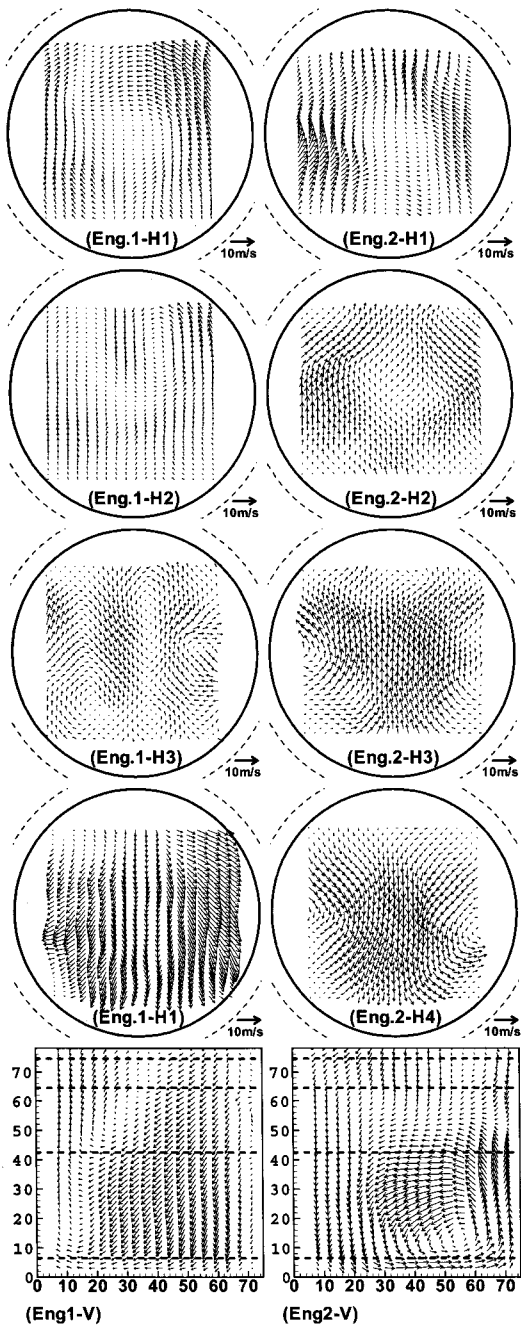 (Eng.1-H1)
10m/s
(Eng.2-H1)
10m/s
(Eng.1-H2)
10m/s
(Eng.2-H2)
10m/s
(Eng.1-H3)
10m/s
(Eng.2-H3)
10m/s
(Eng.1-H1)
10m/s
(Eng.2-H4)
10m/s
70
60
50
40
30
20
10
0
0 10 20 30 40 50 60 70
(Eng1-V)
70
60
50
40
30
20
10
0
0 10 20 30 40 50 60 70
(Eng2-V)